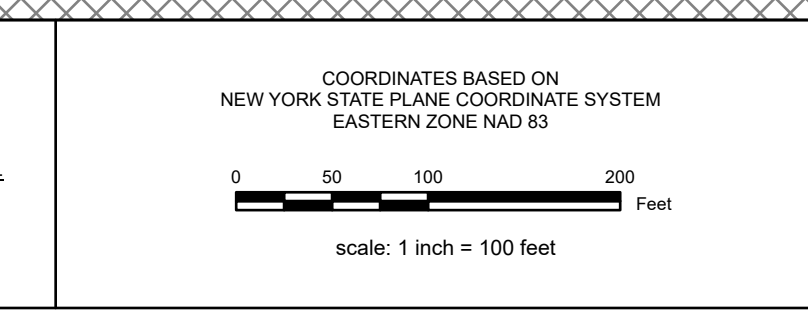 COORDINATES BASED ON
NEW YORK STATE PLANE COORDINATE SYSTEM
EASTERN ZONE NAD 83
0 50 100 200
Feet
scale: 1 inch = 100 feet